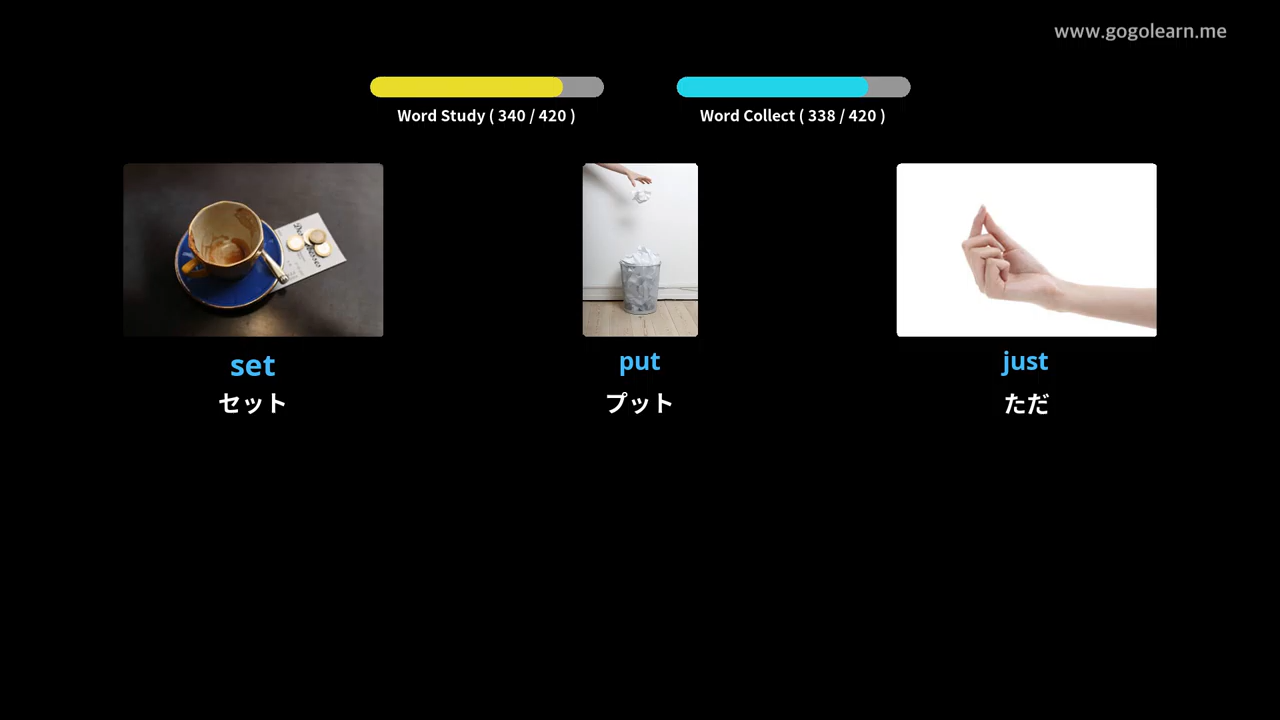 www.gogolearn.me
Word Study ( 340 / 420 )
Word Collect ( 338 / 420 )
set
put
just
セット
プット
ただ